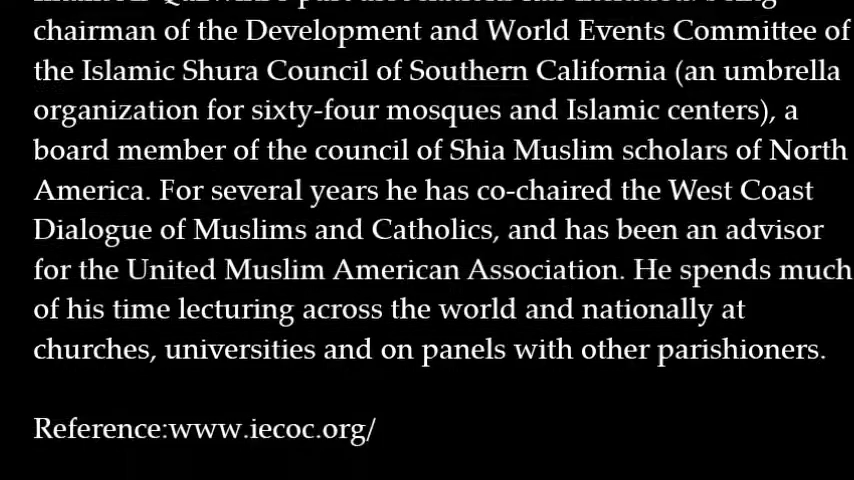 chairman of the Development and World Events Committee of
the Islamic Shura Council of Southern California (an umbrella
organization for sixty-four mosques and Islamic centers), a
board member of the council of Shia Muslim scholars of North
America. For several years he has co-chaired the West Coast
Dialogue of Muslims and Catholics, and has been an advisor
for the United Muslim American Association. He spends much
of his time lecturing across the world and nationally at
churches, universities and on panels with other parishioners.
Reference:www.iecoc.org/